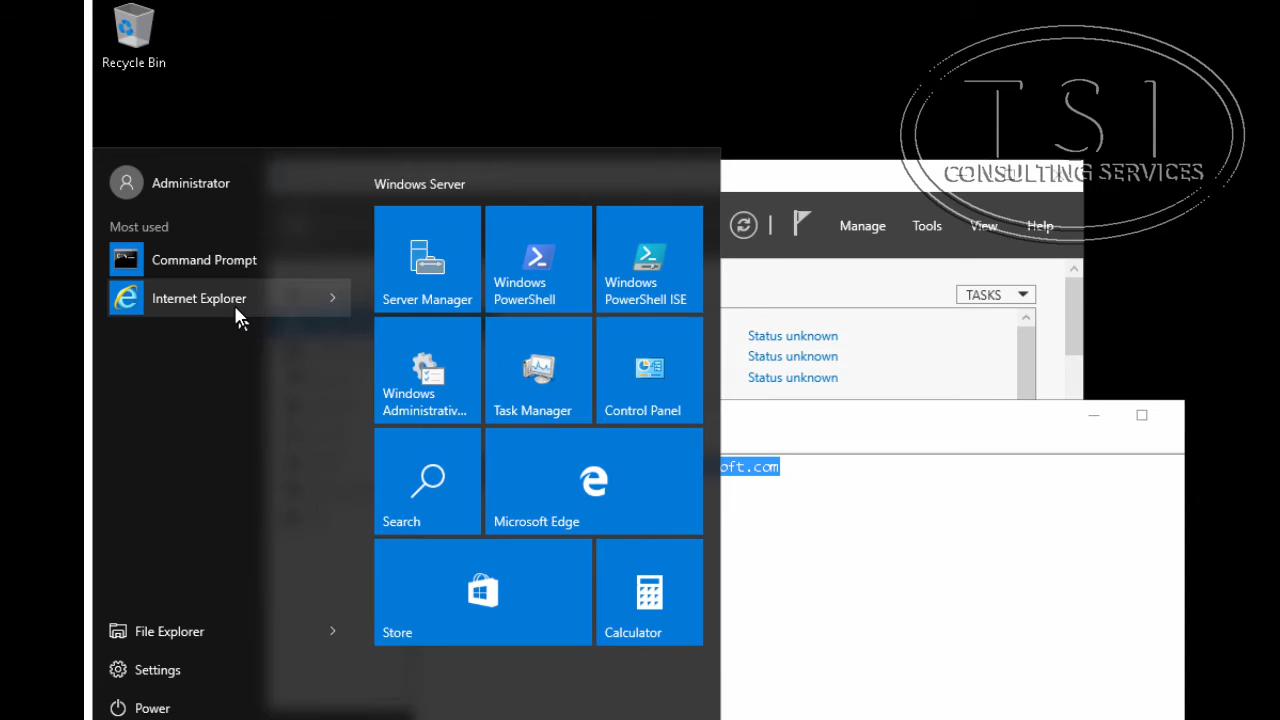 Recycle Bin
TSI
CONSULTING SERVICES
Administrator
Most used
Command Prompt
Internet Explorer
File Explorer
Settings
Power
Windows Server
Server Manager
Windows
PowerShell
Windows
PowerShell ISE
Windows
Administrativ...
Task Manager
Control Panel
Search
Microsoft Edge
Store
Calculator
Manage
Tools
View
Help
TASKS
Status unknown
Status unknown
Status unknown
oft.com